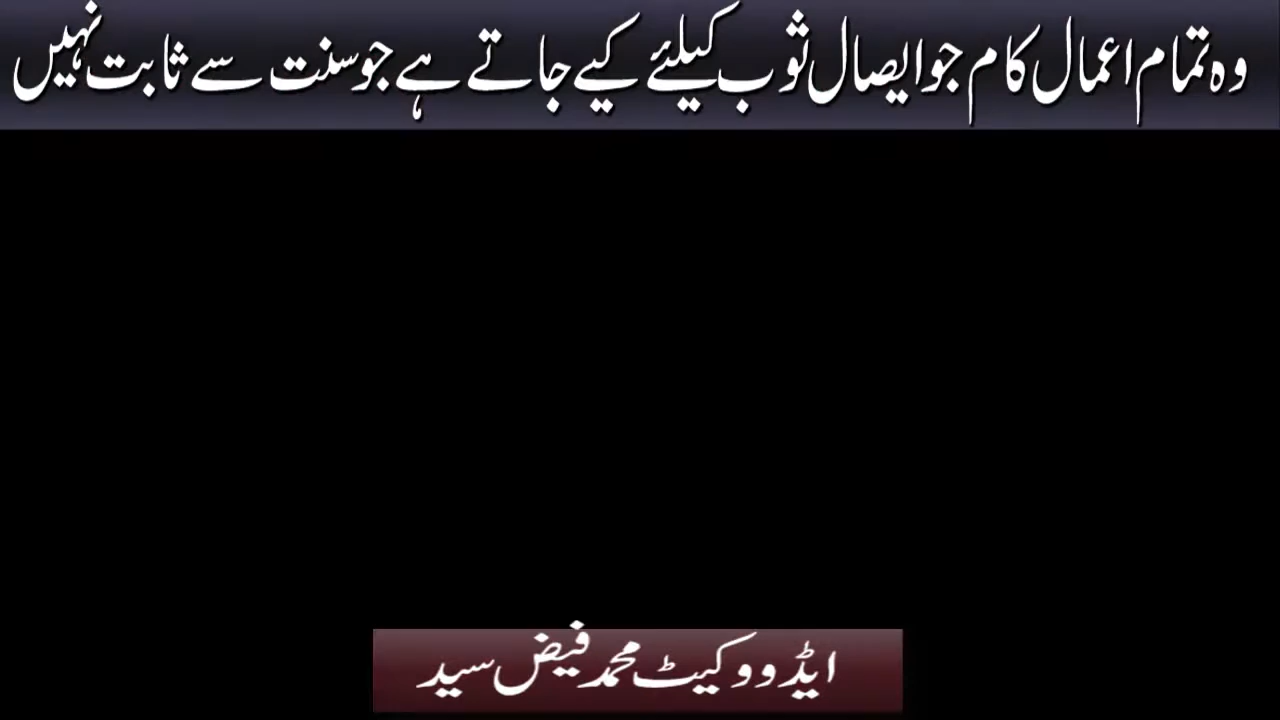 وہ تمام اعمال کام جو ایصال ثوب کیلئے کیے جاتے ہے جو سنت سے ثابت نہیں
ایڈووکیٹ محمد فیض سید